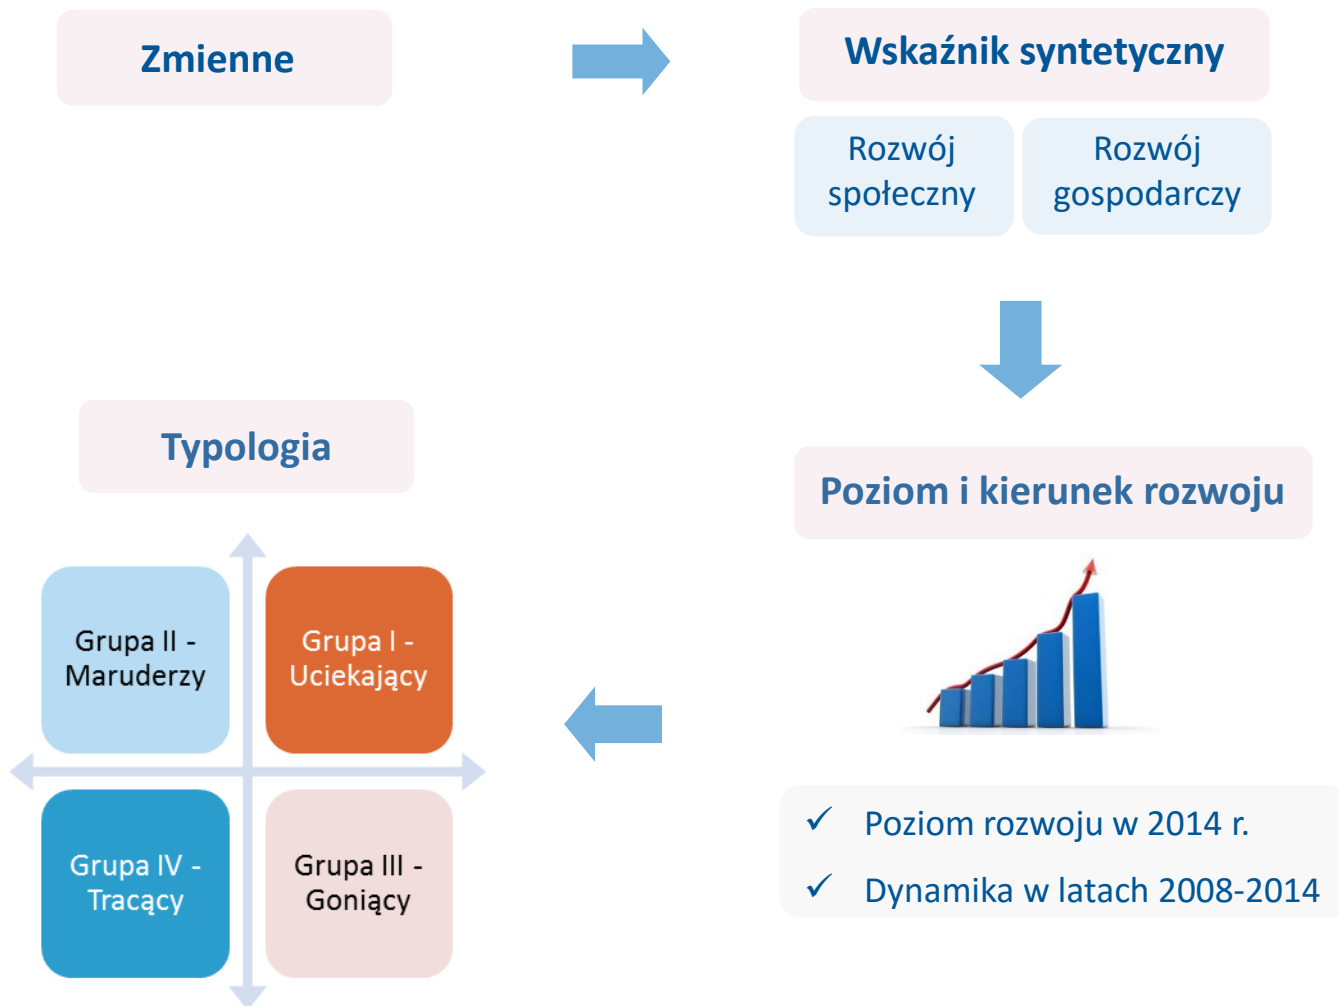 Zmienne
Wskaźnik syntetyczny
Rozwój
społeczny
Rozwój
gospodarczy
Poziom i kierunek rozwoju
✓ Poziom rozwoju w 2014 r.
✓ Dynamika w latach 2008-2014
Typologia
Grupa II -
Maruderzy
Grupa I -
Uciekający
Grupa IV -
Tracący
Grupa III -
Goniący